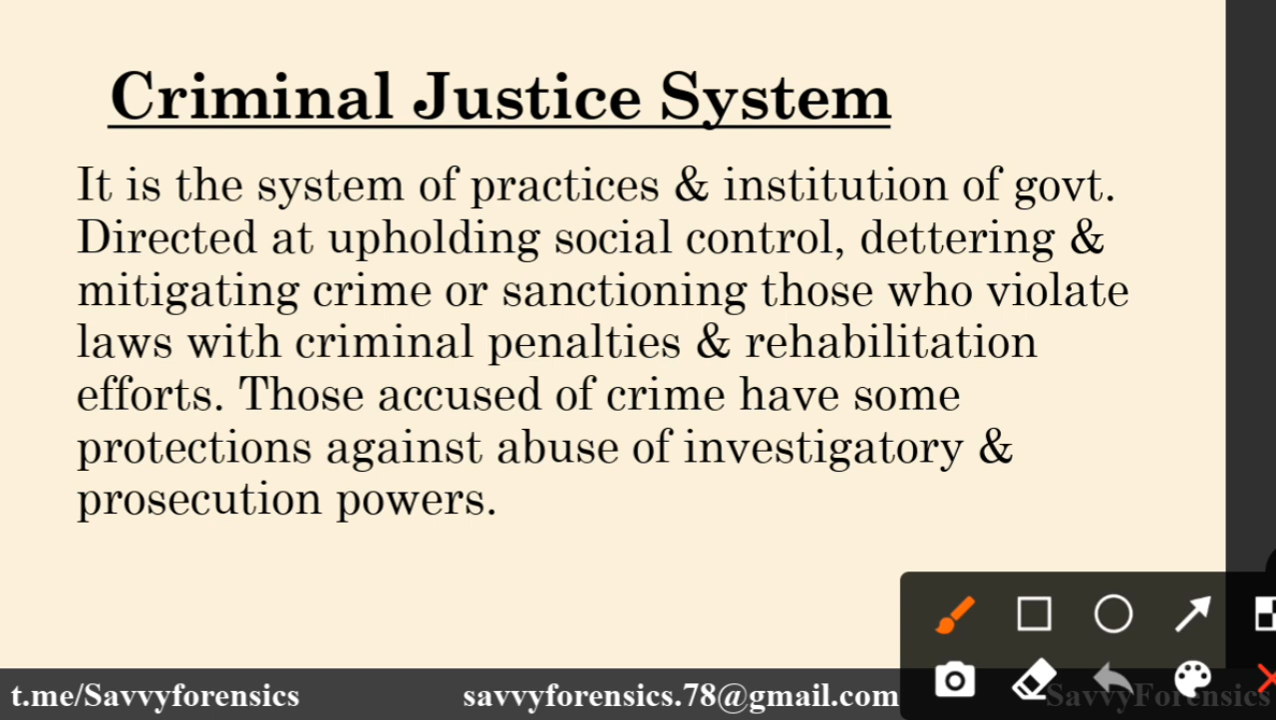 Criminal Justice System
It is the system of practices & institution of govt.
Directed at upholding social control, dettering &
mitigating crime or sanctioning those who violate
laws with criminal penalties & rehabilitation
efforts. Those accused of crime have some
protections against abuse of investigatory &
prosecution powers.
t.me/Savvyforensics savvyforensics.78@gmail.com SavvyForensics